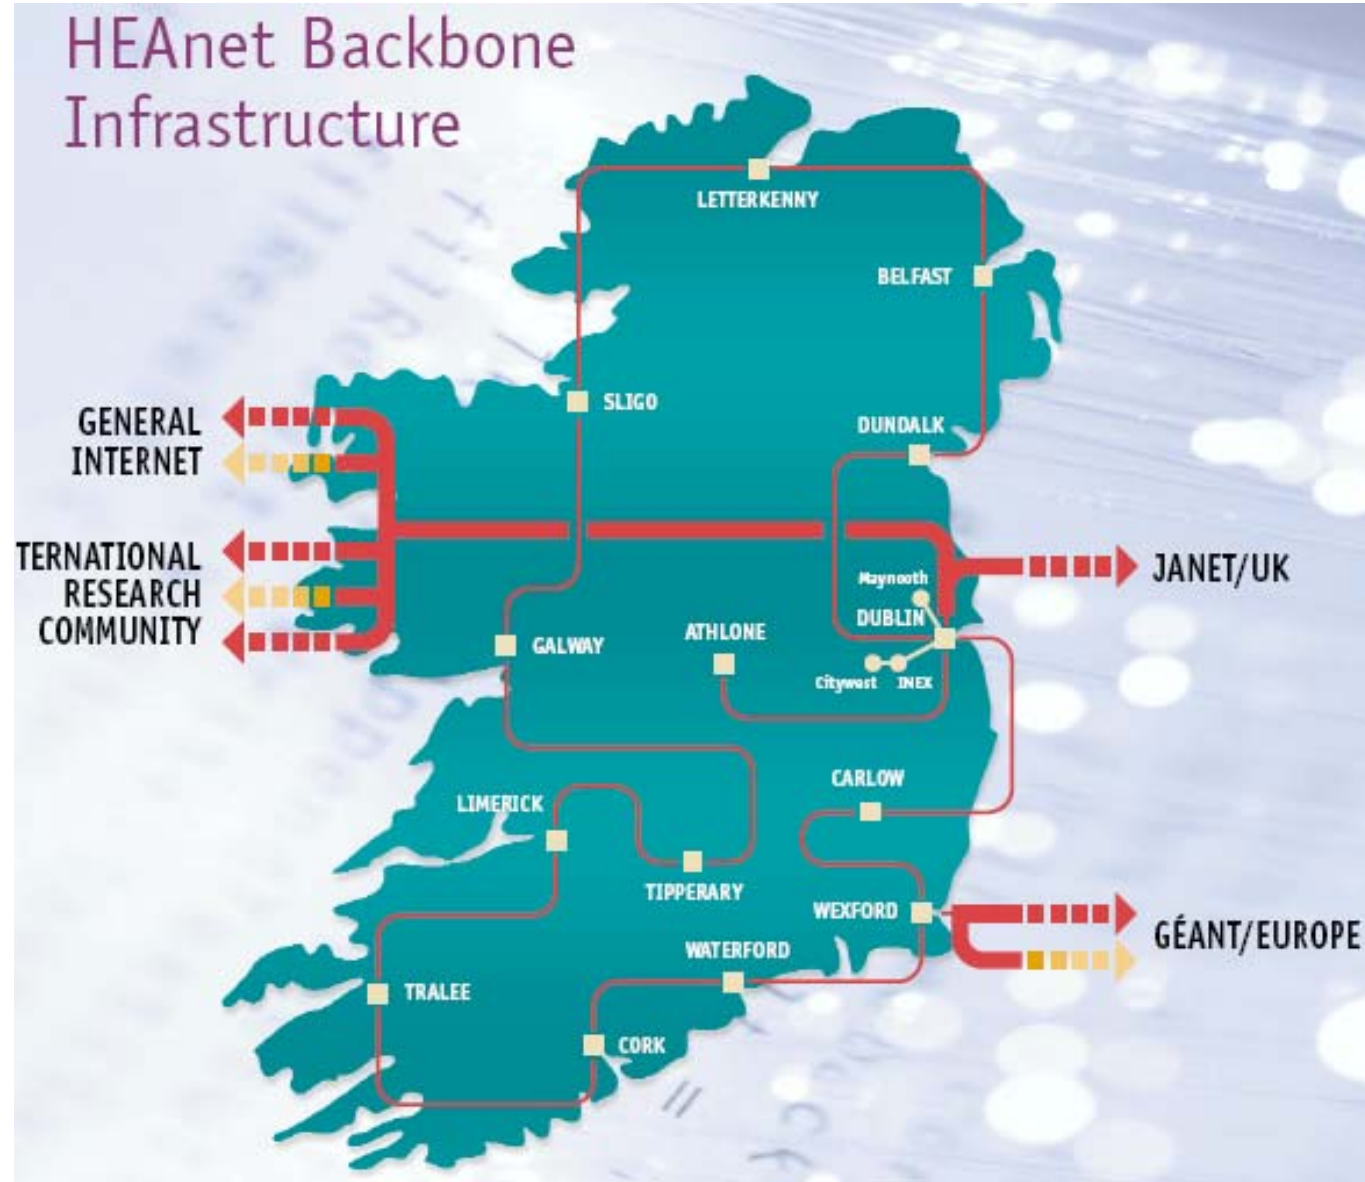 HEAnet Backbone
Infrastructure
LETTERKENNY
BELFAST
SLIGO
DUNDALK
GENERAL
INTERNET
TERNATIONAL
RESEARCH
COMMUNITY
JANET/UK
Maynooth
DUBLIN
ATHLONE
GALWAY
Citywest
INEX
CARLOW
LIMERICK
TIPPERARY
WEXFORD
GÉANT/EUROPE
WATERFORD
TRALEE
CORK